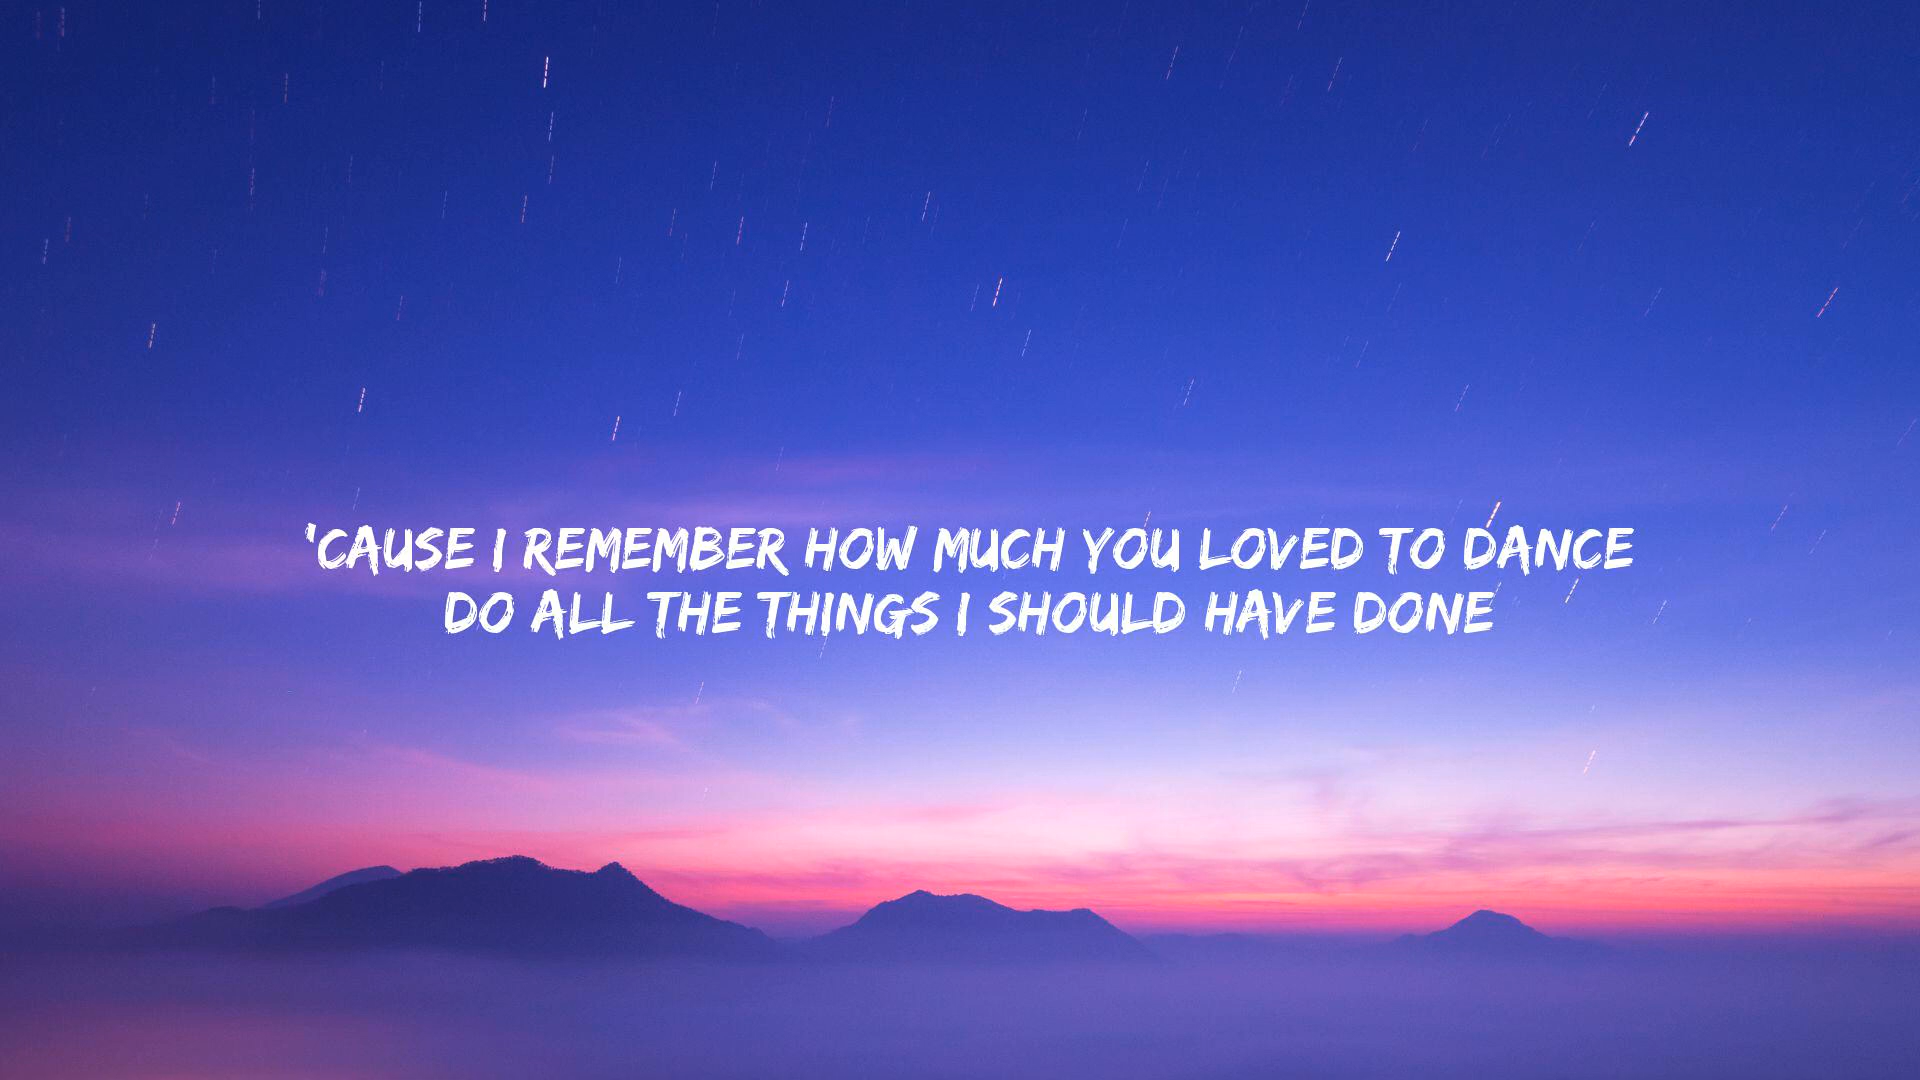 'CAUSE I REMEMBER HOW MUCH YOU LOVED TO DANCE
DO ALL THE THINGS I SHOULD HAVE DONE